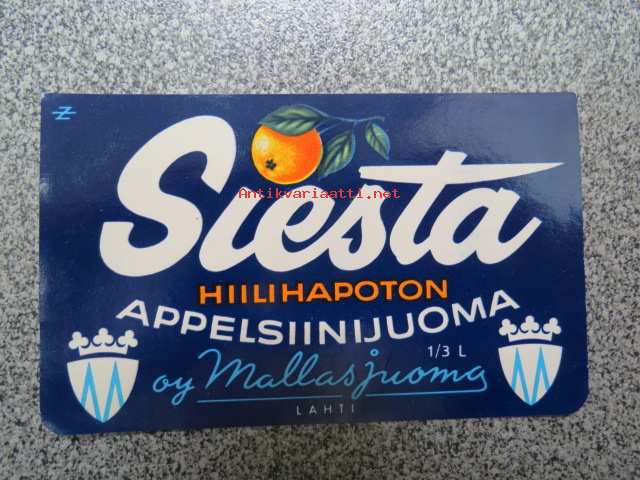 Siesta
Antikvariaatti.net
HIILIHAPOTON
APPELSIINIJUOMA
1/3 L
oy Mallasjuoma
LAHTI